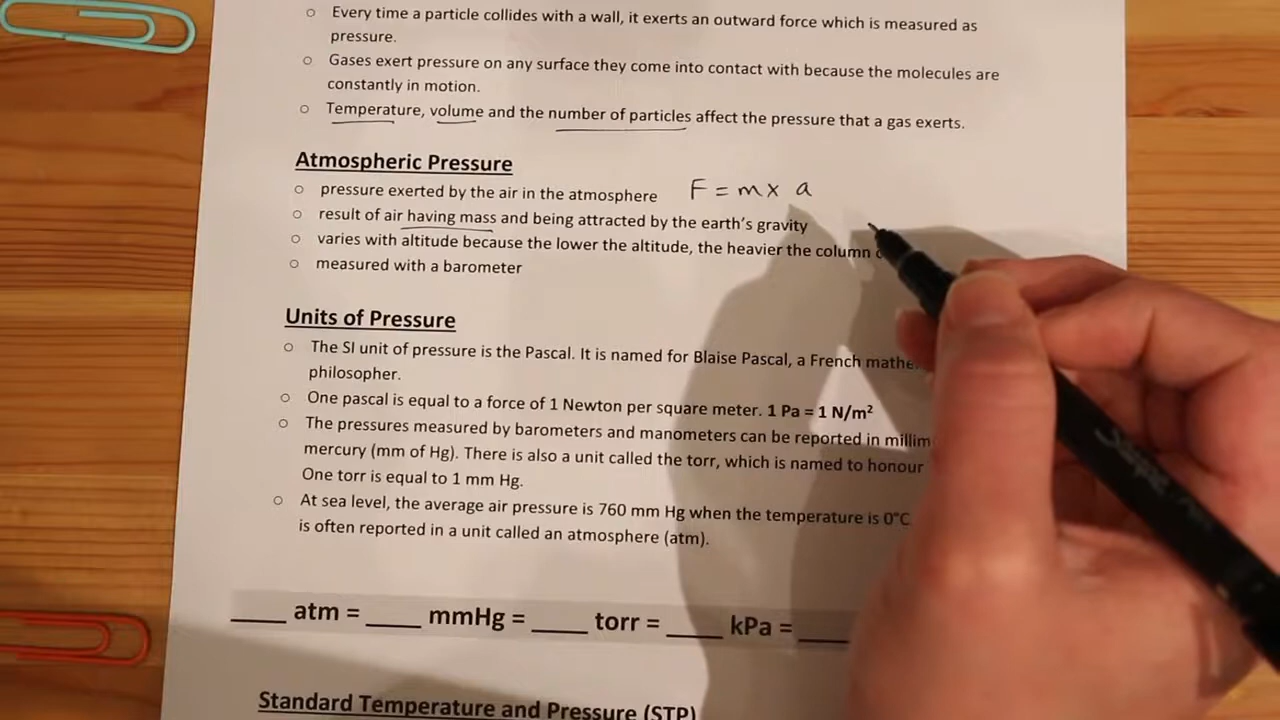 ○ Every time a particle collides with a wall, it exerts an outward force which is measured as
pressure.
○ Gases exert pressure on any surface they come into contact with because the molecules are
constantly in motion.
○ Temperature, volume and the number of particles affect the pressure that a gas exerts.
Atmospheric Pressure
○ pressure exerted by the air in the atmosphere F = m x a
○ result of air having mass and being attracted by the earth's gravity
○ varies with altitude because the lower the altitude, the heavier the column
○ measured with a barometer
Units of Pressure
○ The SI unit of pressure is the Pascal. It is named for Blaise Pascal, a French
philosopher.
○ One pascal is equal to a force of 1 Newton per square meter. 1 Pa = 1 N/m²
○ The pressures measured by barometers and manometers can be reported in
mercury (mm of Hg). There is also a unit called the torr, which is named to honour
One torr is equal to 1 mm Hg.
○ At sea level, the average air pressure is 760 mm Hg when the temperature is 0°C
is often reported in a unit called an atmosphere (atm).
____ atm = ____ mmHg = ____ torr = ____ kPa = ____
Standard Temperature and Pressure (STP)